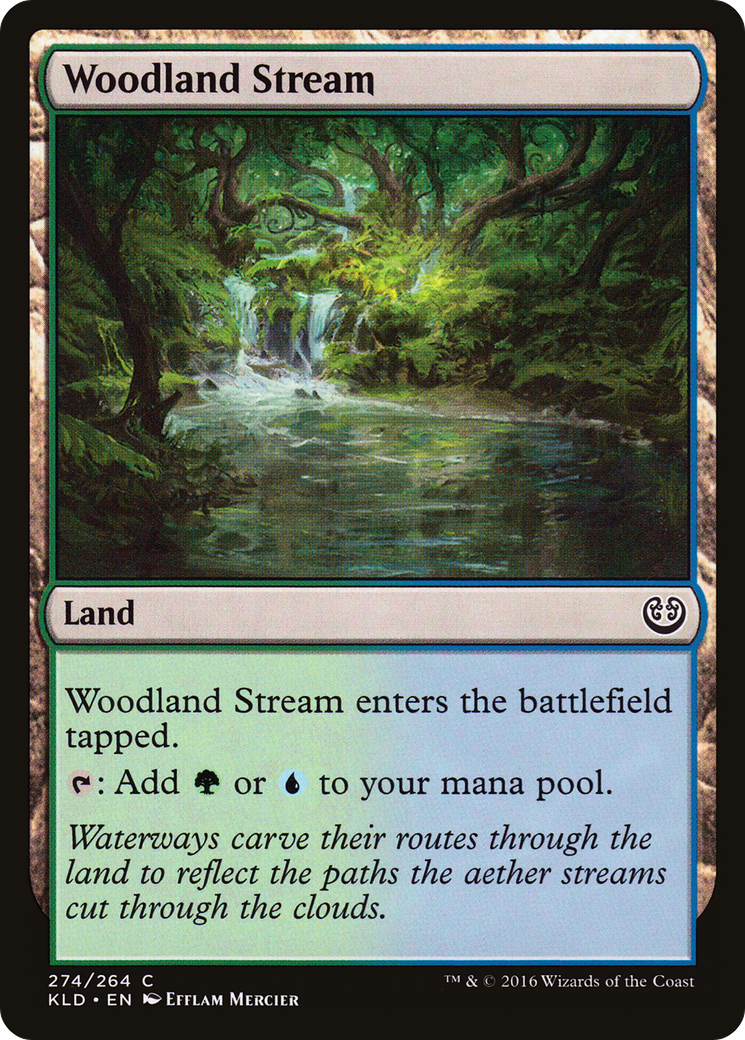 Woodland Stream
Land
Woodland Stream enters the battlefield
tapped.
: Add or to your mana pool.
Waterways carve their routes through the
land to reflect the paths the aether streams
cut through the clouds.
274/264 C
KLD • EN Efflam Mercier
™ & © 2016 Wizards of the Coast